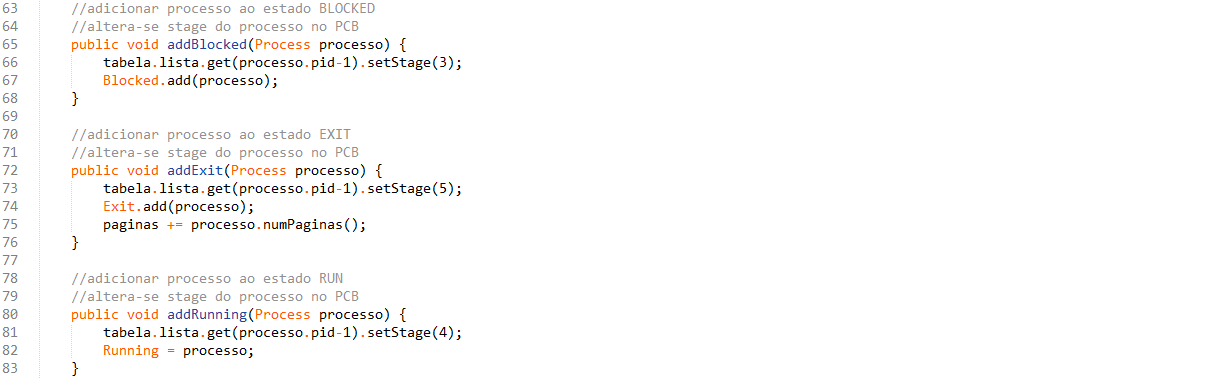 63 //adicionar processo ao estado BLOCKED
64 //altera-se stage do processo no PCB
65 public void addBlocked(Process processo) {
66 tabela.lista.get(processo.pid-1).setStage(3);
67 Blocked.add(processo);
68 }
69
70 //adicionar processo ao estado EXIT
71 //altera-se stage do processo no PCB
72 public void addExit(Process processo) {
73 tabela.lista.get(processo.pid-1).setStage(5);
74 Exit.add(processo);
75 paginas += processo.numPaginas();
76 }
77
78 //adicionar processo ao estado RUN
79 //altera-se stage do processo no PCB
80 public void addRunning(Process processo) {
81 tabela.lista.get(processo.pid-1).setStage(4);
82 Running = processo;
83 }